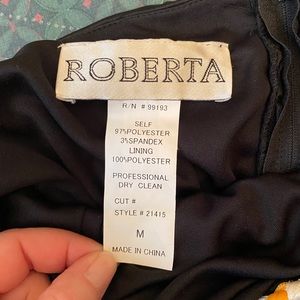 ROBERTA
R/N # 99193
SELF
97%POLYESTER
3%SPANDEX
LINING
100%POLYESTER
PROFESSIONAL
DRY CLEAN
CUT #
STYLE # 21415
M
MADE IN CHINA